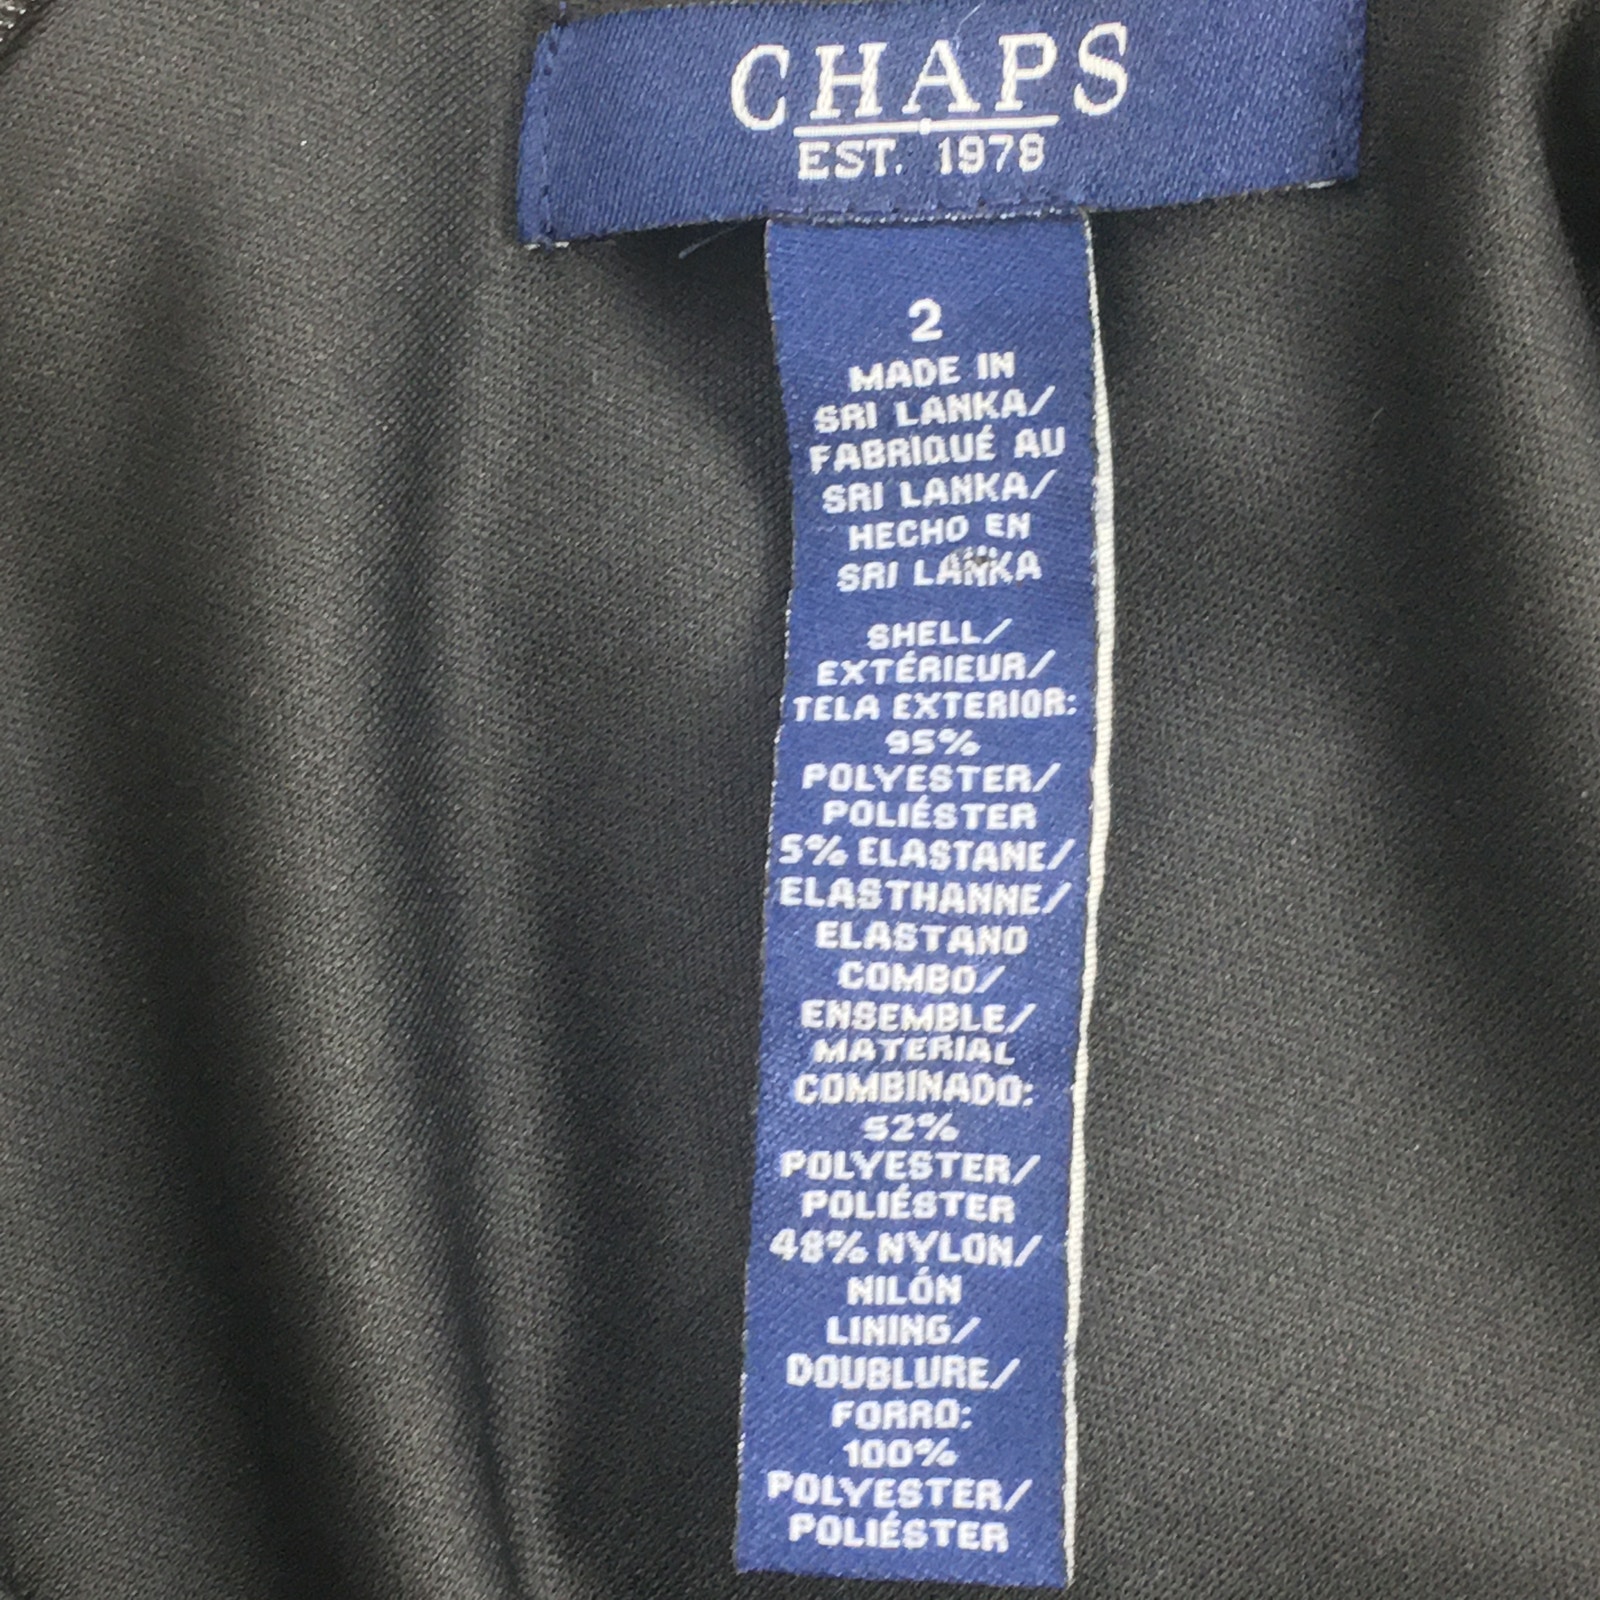 CHAPS
EST. 1978
2
MADE IN
SRI LANKA/
FABRIQUÉ AU
SRI LANKA/
HECHO EN
SRI LANKA
SHELL/
EXTÉRIEUR/
TELA EXTERIOR:
95%
POLYESTER/
POLIÉSTER
5% ELASTANE/
ELASTHANNE/
ELASTANO
COMBO/
ENSEMBLE/
MATERIAL
COMBINADO:
52%
POLYESTER/
POLIÉSTER
48% NYLON/
NILÓN
LINING/
DOUBLURE/
FORRO:
100%
POLYESTER/
POLIÉSTER